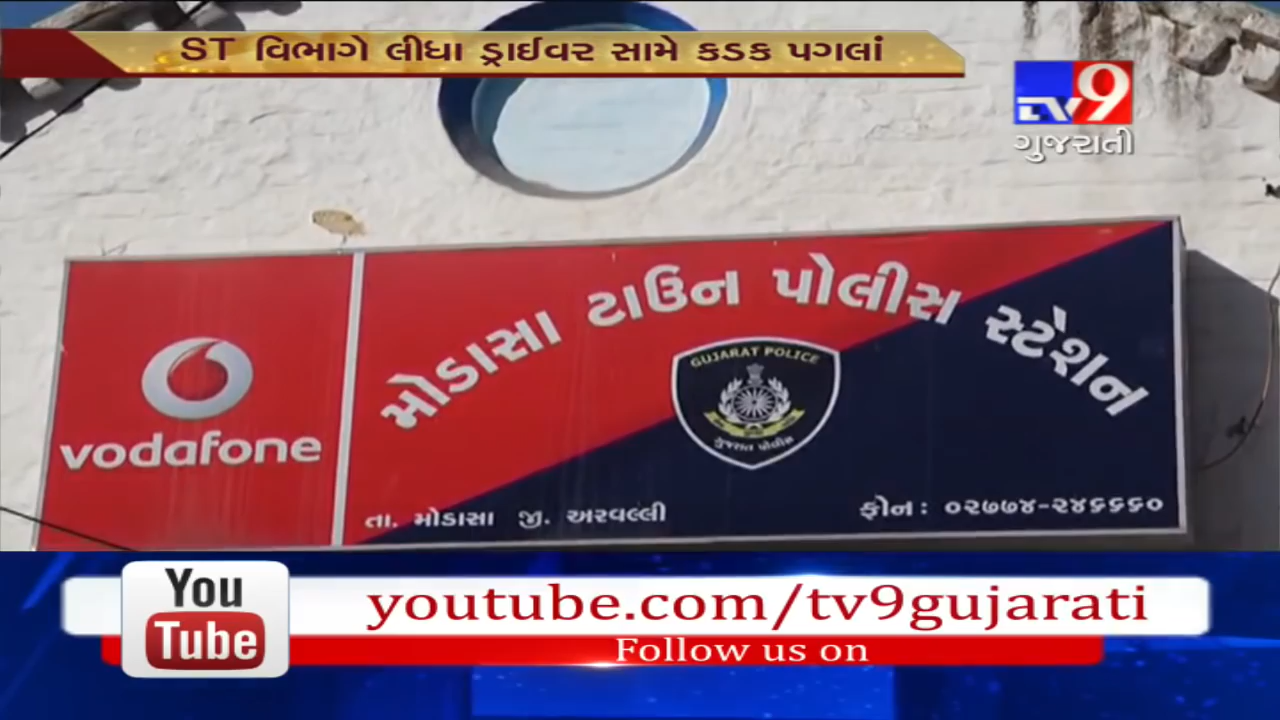 ST વિભાગે લીધા ડ્રાઈવર સામે કડક પગલાં
TV9
ગુજરાતી
vodafone
મોડાસા ટાઉન પોલીસ સ્ટેશન
GUJARAT POLICE
ગુજરાત પોલીસ
તા. મોડાસા જી. અરવલ્લી
ફોન : ૦૨૭૭૪-૨૪૬૬૬૦
You
Tube
youtube.com/tv9gujarati
Follow us on